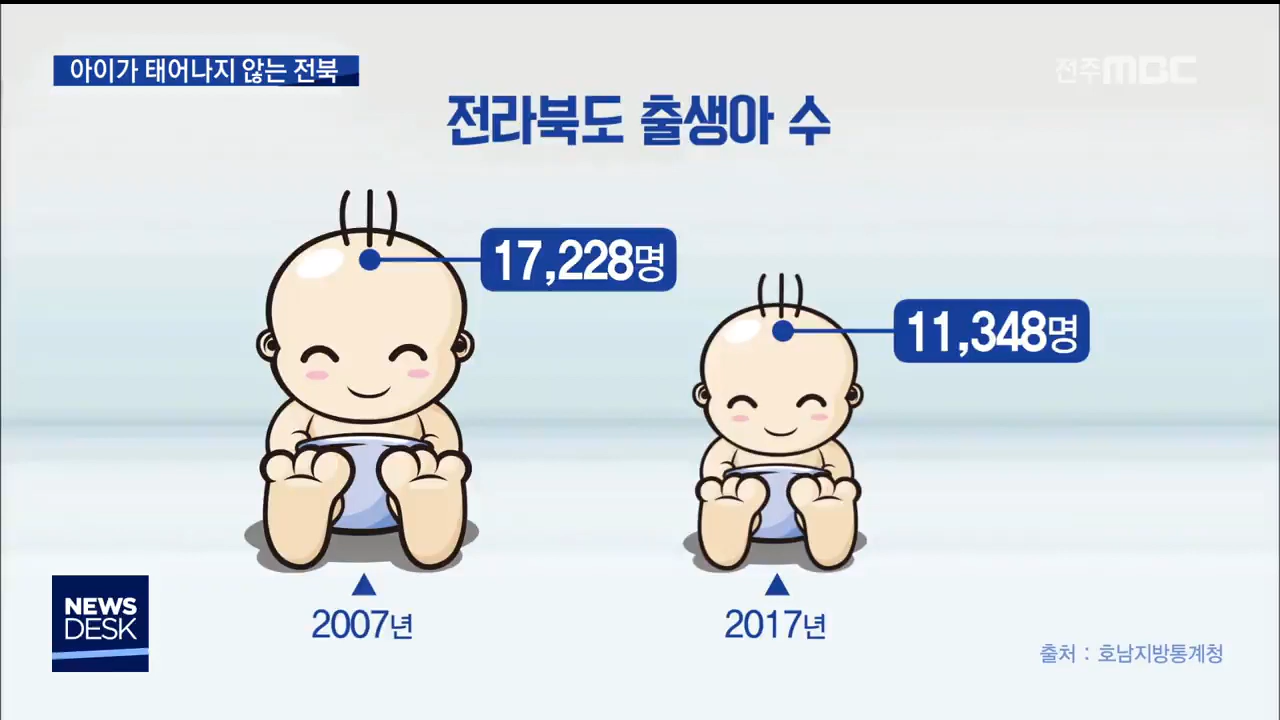 아이가 태어나지 않는 전북
전주MBC
전라북도 출생아 수
17,228명
11,348명
2007년
2017년
NEWS
DESK
출처 : 호남지방통계청